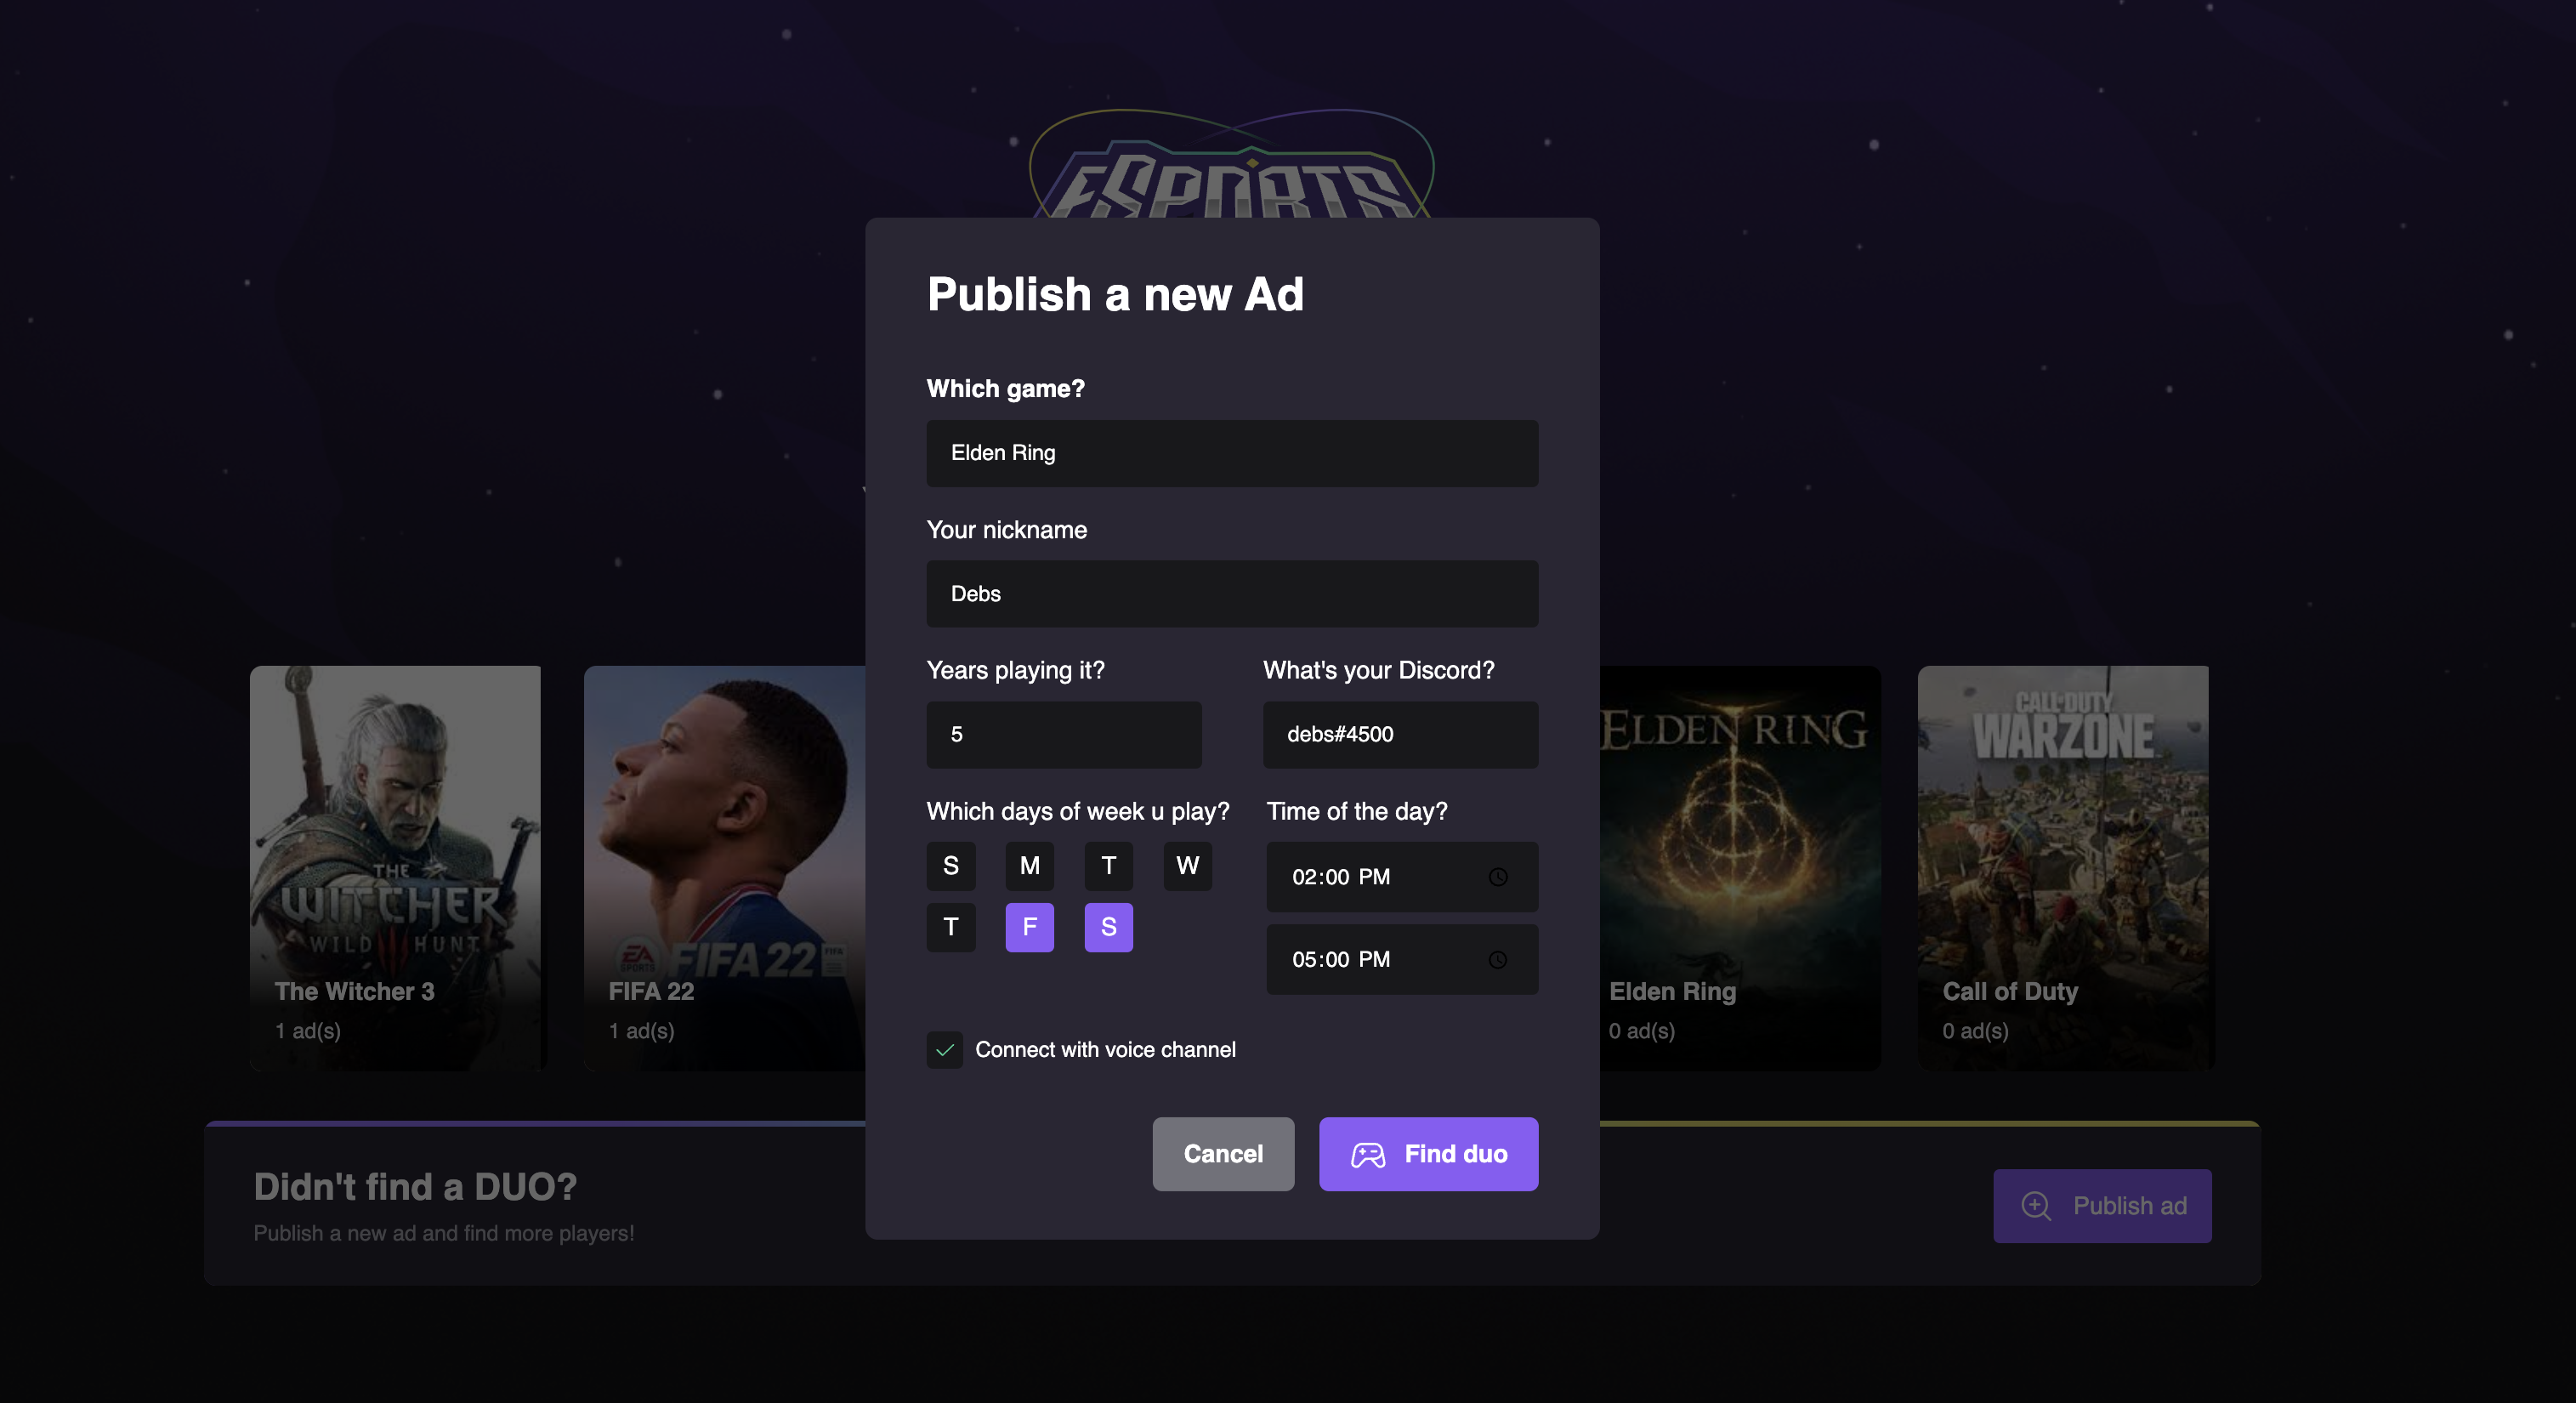 ESPORTS
Publish a new Ad
Which game?
Elden Ring
Your nickname
Debs
Years playing it?
What's your Discord?
5
debs#4500
Which days of week u play?
Time of the day?
S M T W
T F S
02:00 PM
05:00 PM
Connect with voice channel
Cancel
Find duo
THE
WITCHER
WILD HUNT
The Witcher 3
1 ad(s)
EA
SPORTS
FIFA 22
FIFA
FIFA 22
1 ad(s)
ELDEN RING
Elden Ring
0 ad(s)
CALL OF DUTY
WARZONE
Call of Duty
0 ad(s)
Didn't find a DUO?
Publish a new ad and find more players!
Publish ad